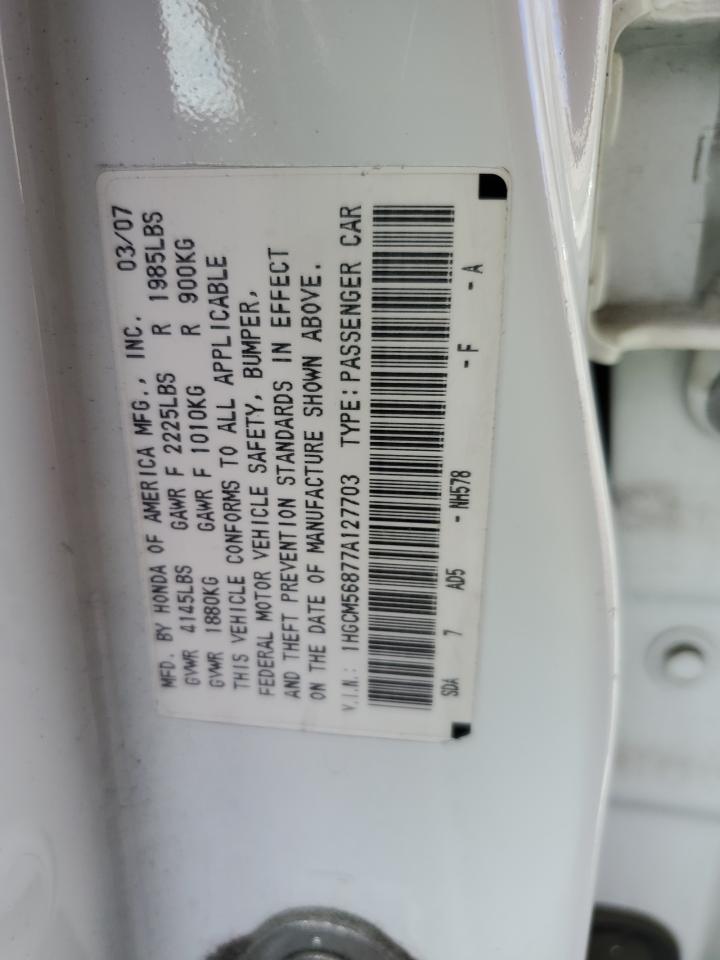 MFD. BY HONDA OF AMERICA MFG., INC. 03/07
GVWR 4145LBS GAWR F 2225LBS R 1985LBS
GVWR 1880KG GAWR F 1010KG R 900KG
THIS VEHICLE CONFORMS TO ALL APPLICABLE
FEDERAL MOTOR VEHICLE SAFETY, BUMPER,
AND THEFT PREVENTION STANDARDS IN EFFECT
ON THE DATE OF MANUFACTURE SHOWN ABOVE.
V.I.N.: 1HGCM56877A127703 TYPE: PASSENGER CAR
SDA 7 AD5 - NH578 - F - A